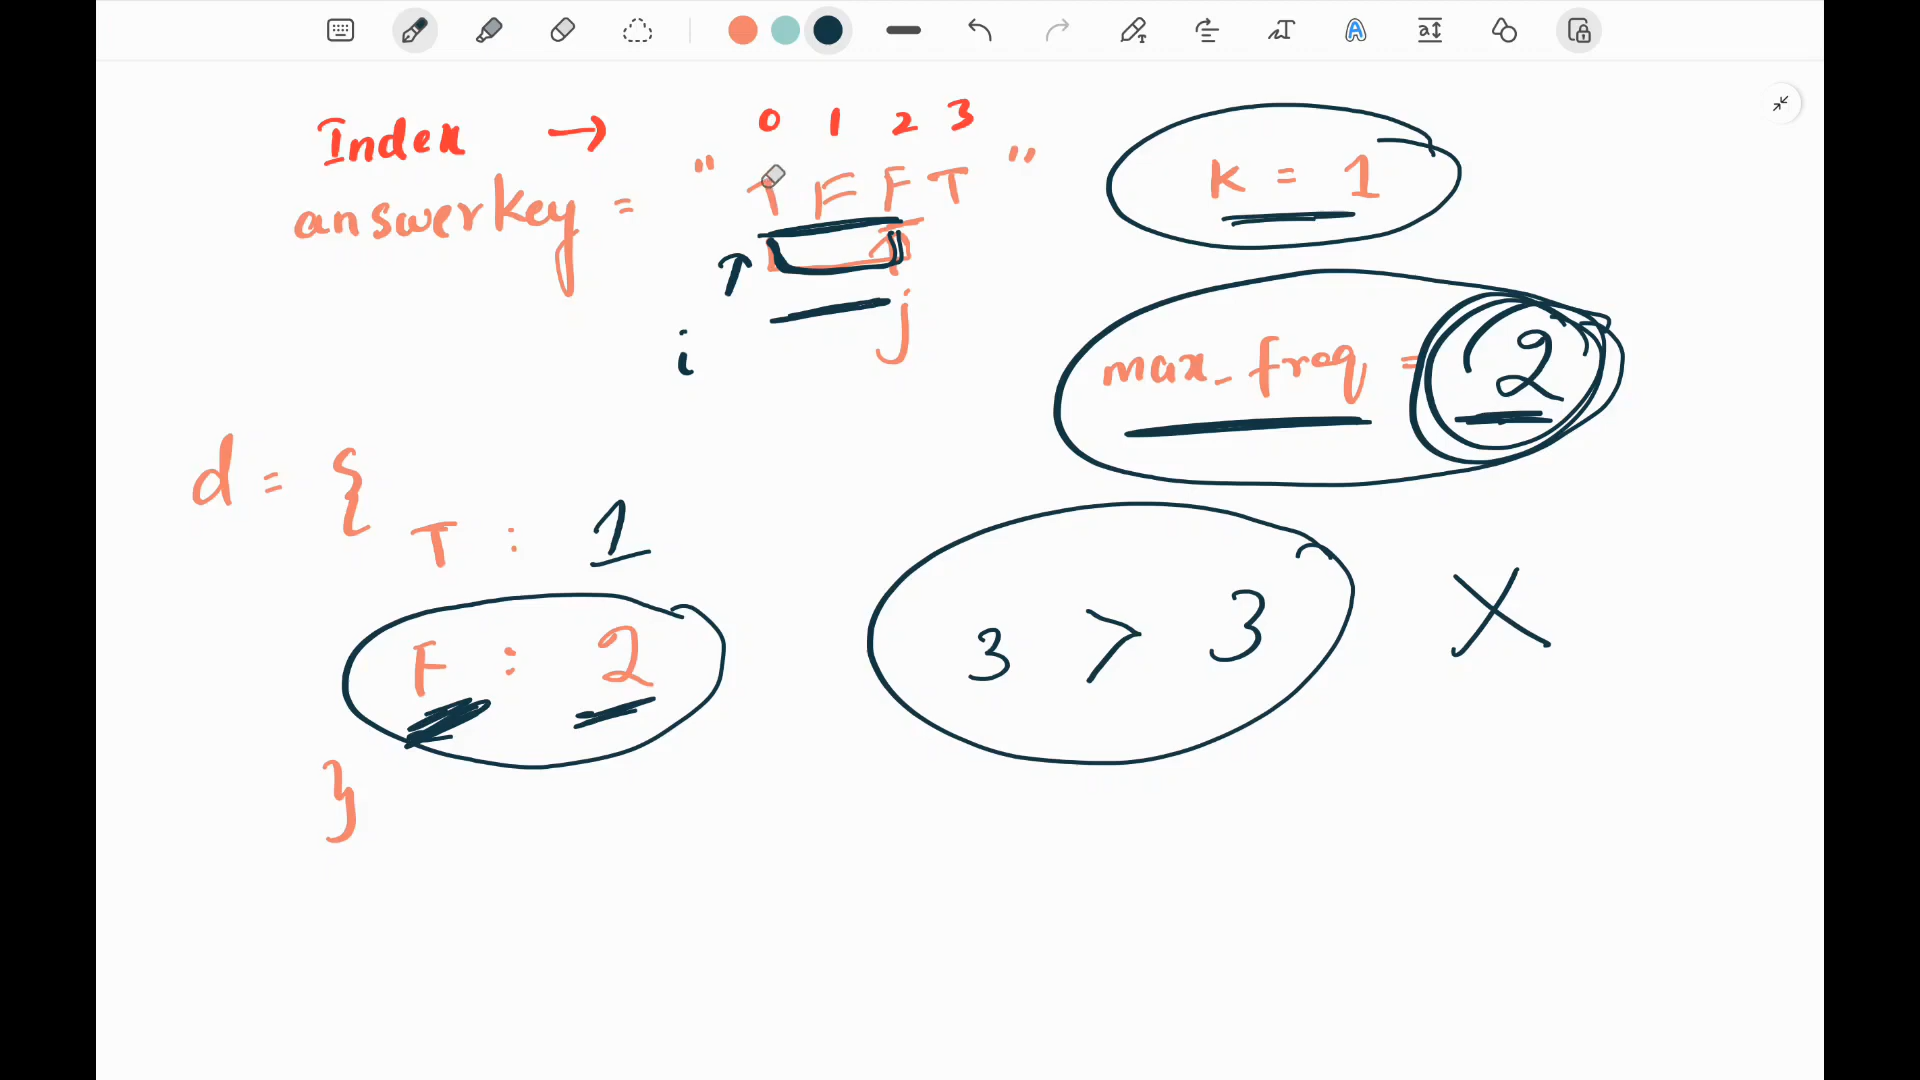 Index → 0 1 2 3
answerKey = " T F F T "
k = 1
i j
max_freq = 2
d = {
T : 1
F : 2
3 > 3 X
}